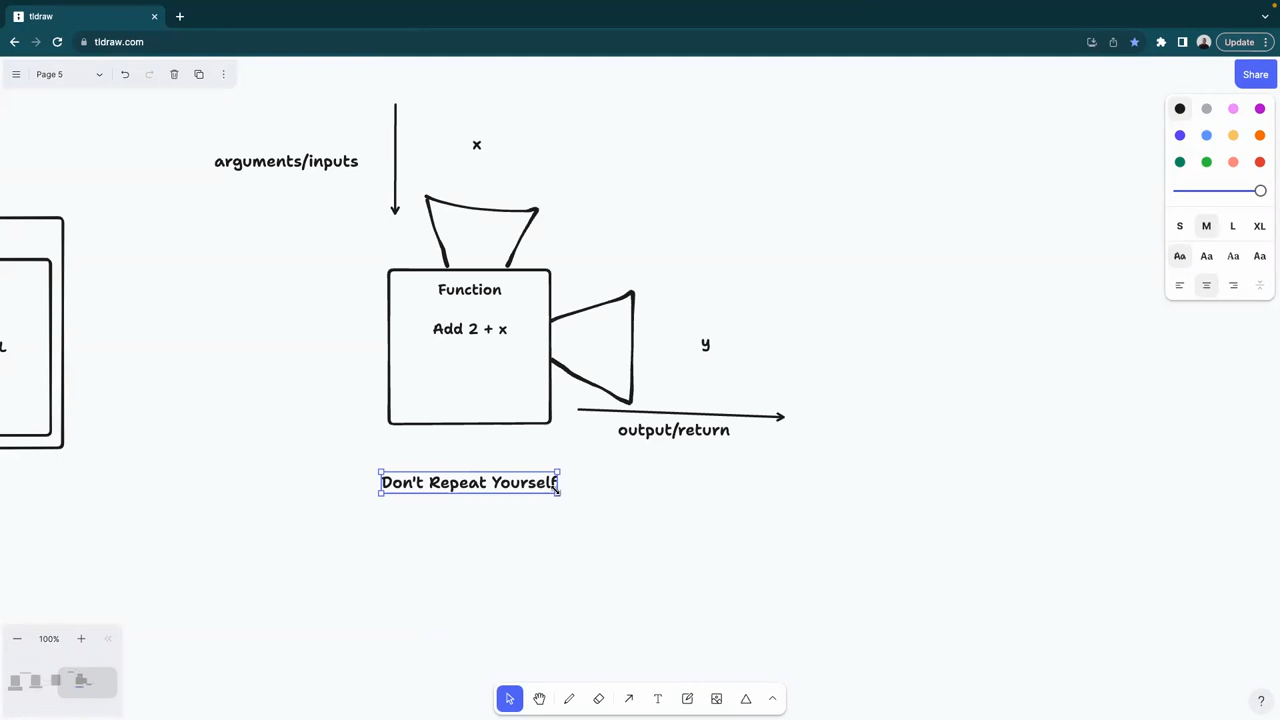 tldraw
tldraw.com
Update
Page 5
Share
x
arguments/inputs
Function
Add 2 + x
y
output/return
Don't Repeat Yourself
S M L XL
Aa Aa Aa Aa
100%
T
?